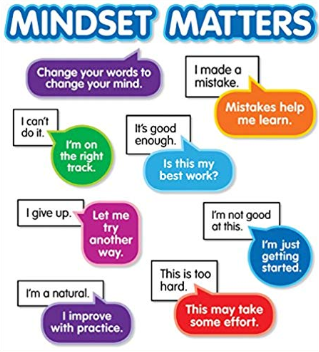 MINDSET MATTERS
Change your words to
change your mind.
I made a
mistake.
Mistakes help
me learn.
I can't
do it.
I'm on
the right
track.
It's good
enough.
Is this my
best work?
I give up.
Let me
try
another
way.
I'm not good
at this.
I'm just
getting
started.
This is too
hard.
This may take
some effort.
I'm a natural.
I improve
with practice.